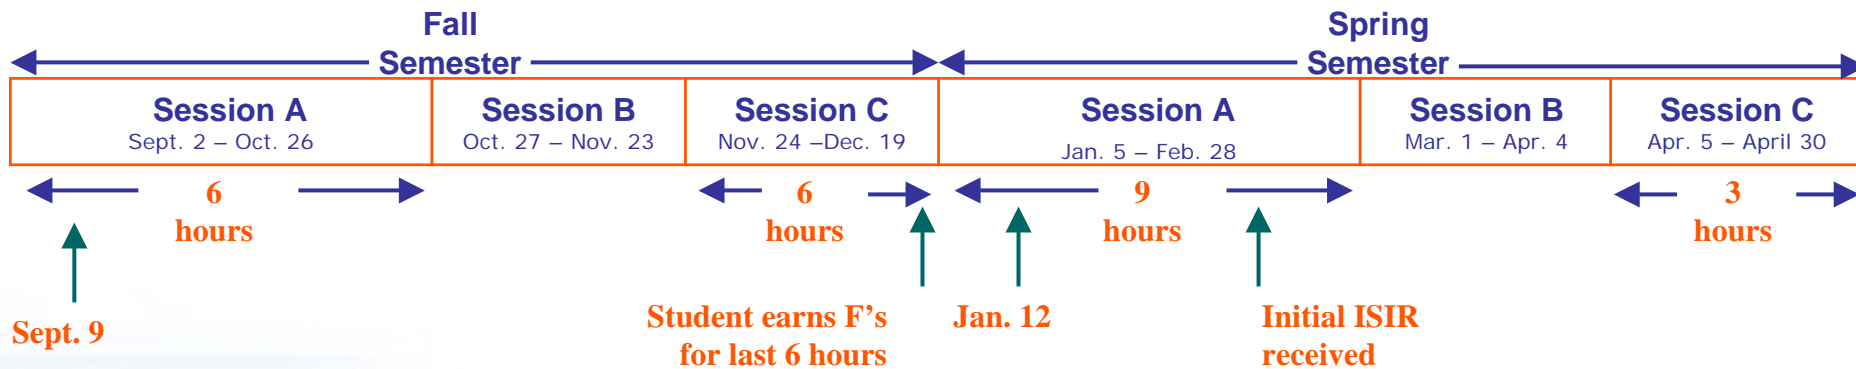 Fall
Semester
Spring
Semester
Session A
Sept. 2 – Oct. 26
Session B
Oct. 27 – Nov. 23
Session C
Nov. 24 –Dec. 19
Session A
Jan. 5 – Feb. 28
Session B
Mar. 1 – Apr. 4
Session C
Apr. 5 – April 30
6
hours
6
hours
9
hours
3
hours
Sept. 9
Student earns F’s
for last 6 hours
Jan. 12
Initial ISIR
received